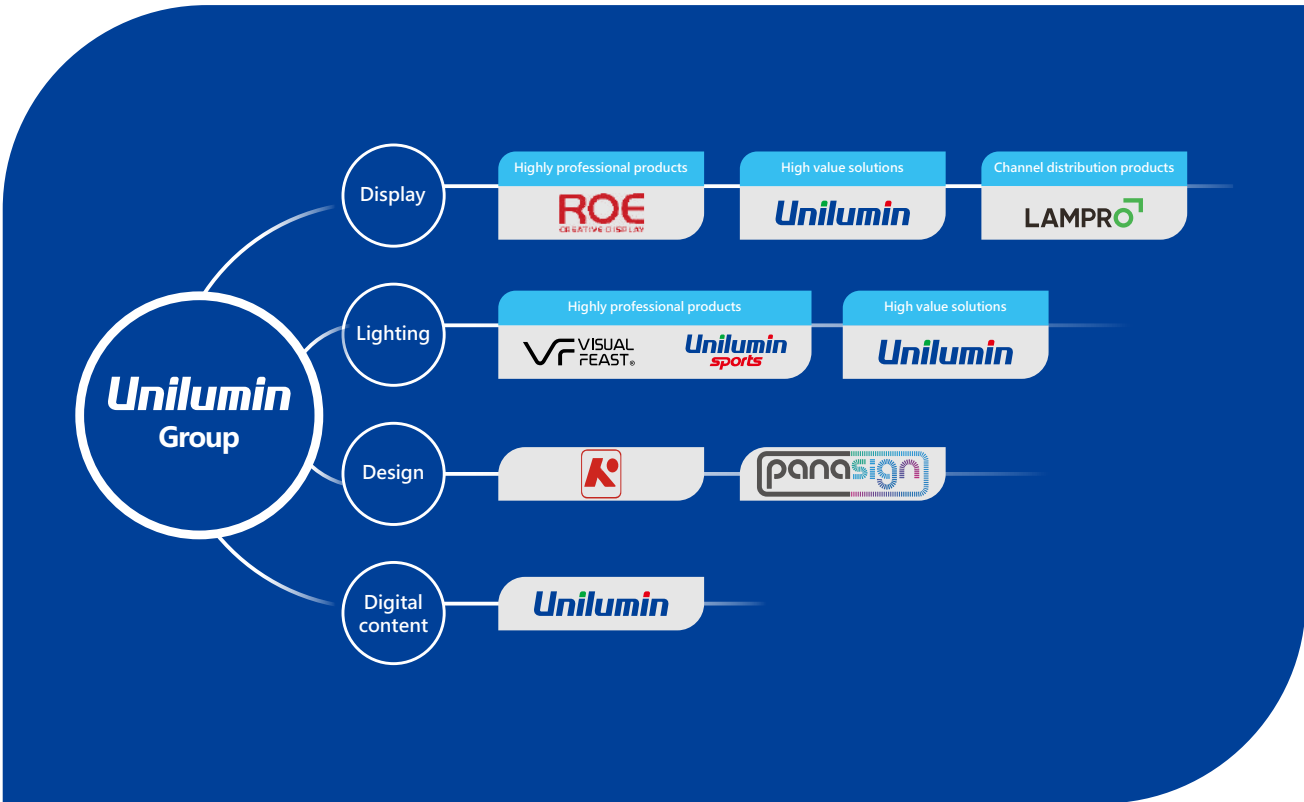 Unilumin
Group
Display
Highly professional products
ROE
CREATIVE DISPLAY
High value solutions
Unilumin
Channel distribution products
LAMPRO
Lighting
Highly professional products
VF VISUAL
FEAST®
Unilumin
sports
High value solutions
Unilumin
Design
K
panasign
Digital
content
Unilumin